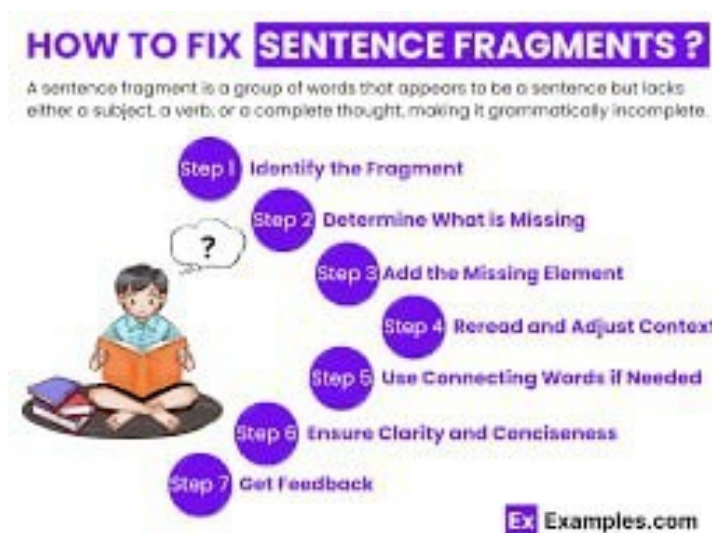 HOW TO FIX SENTENCE FRAGMENTS ?
A sentence fragment is a group of words that appears to be a sentence but lacks
either a subject, a verb, or a complete thought, making it grammatically incomplete.
Step 1 Identify the Fragment
?
Step 2 Determine What is Missing
Step 3 Add the Missing Element
Step 4 Reread and Adjust Context
Step 5 Use Connecting Words if Needed
Step 6 Ensure Clarity and Conciseness
Step 7 Get Feedback
Ex Examples.com